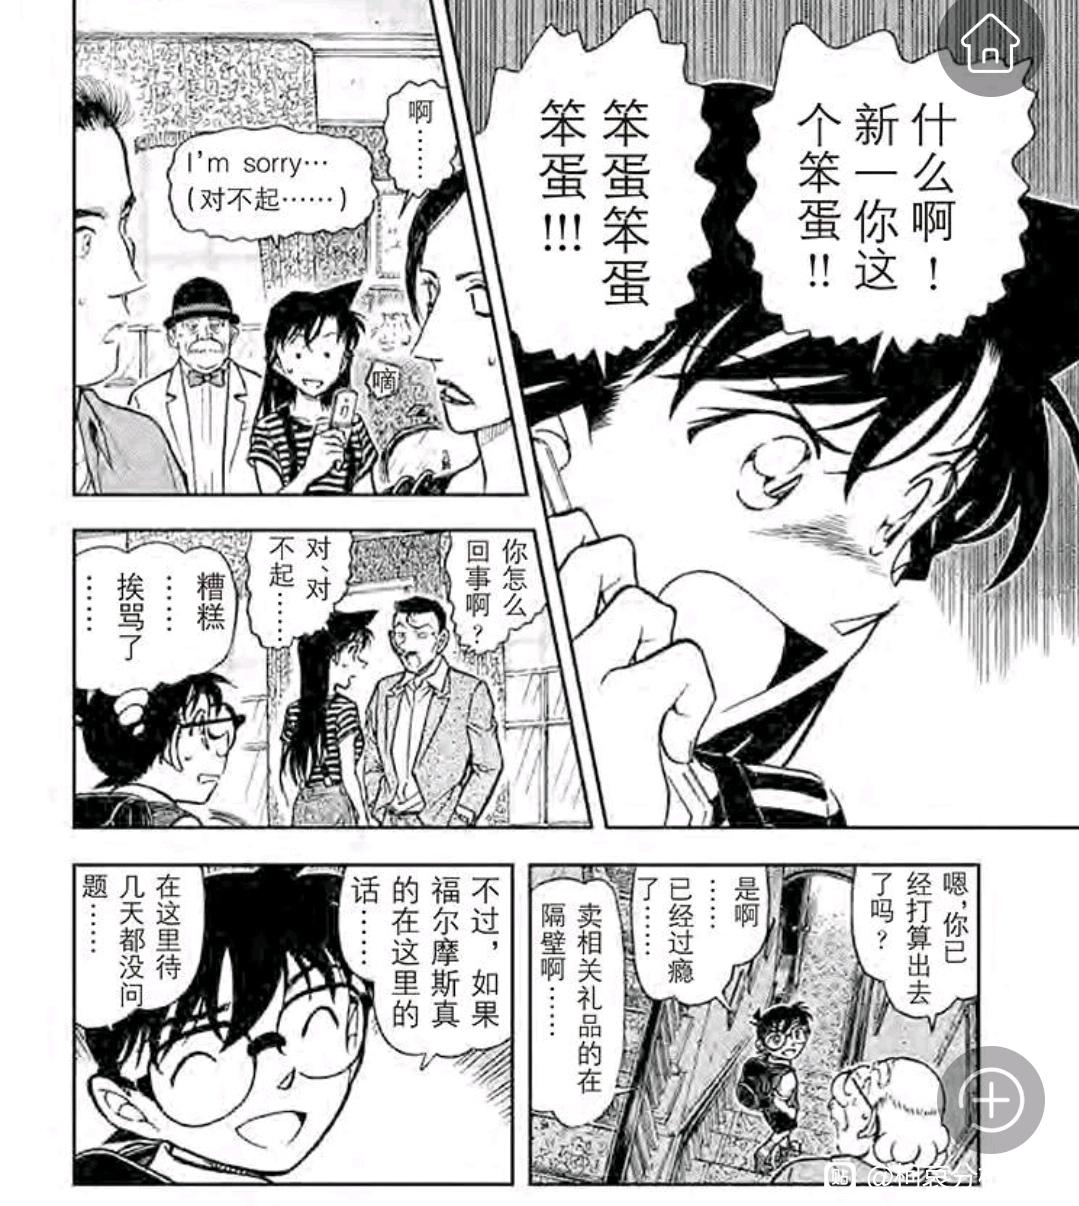 什么啊！
新一你这
个笨蛋!!
笨蛋笨蛋
笨蛋!!!
啊……
I'm sorry…
(对不起……)
嘀
你怎么
回事啊？
对、对
不起……
糟糕
……
挨骂了
……
嗯，你已
经打算出去
了吗？
是啊
……
已经过瘾
了……
卖相关礼品的在
隔壁啊……
不过，如果
福尔摩斯真
的在这里的
话……
在这里待
几天都没问
题……
贴
@柯哀分